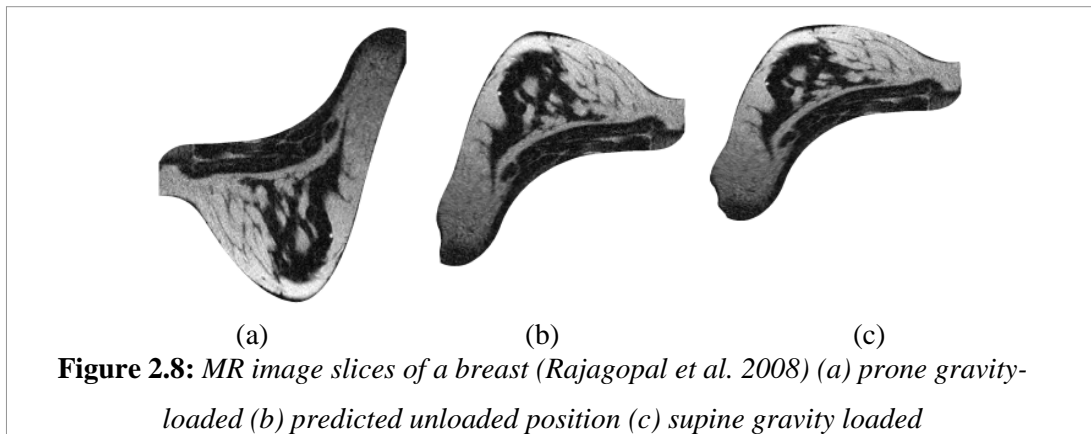 (a) (b) (c)
Figure 2.8: MR image slices of a breast (Rajagopal et al. 2008) (a) prone gravity-
loaded (b) predicted unloaded position (c) supine gravity loaded